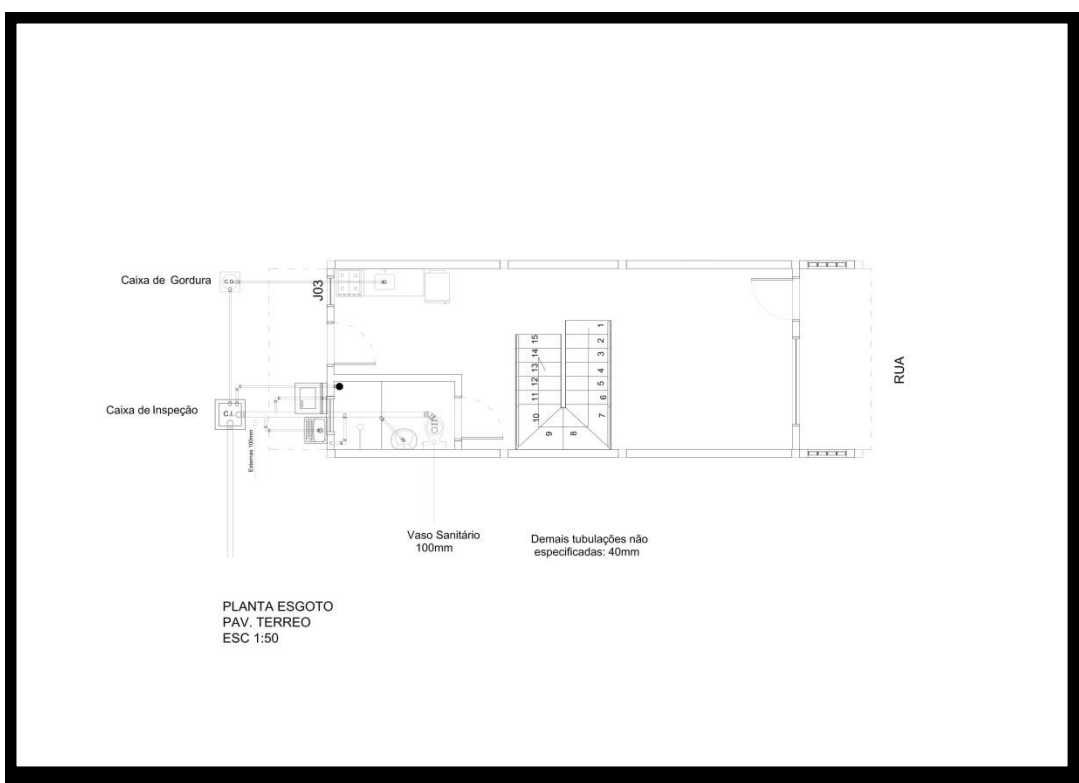 Caixa de Gordura
C.G.
J03
RUA
15
14
13
12
11
10
9
8
7
6
5
4
3
2
1
Caixa de Inspeção
C.I.
Externas 100mm
Vaso Sanitário
100mm
Demais tubulações não
especificadas: 40mm
PLANTA ESGOTO
PAV. TERREO
ESC 1:50